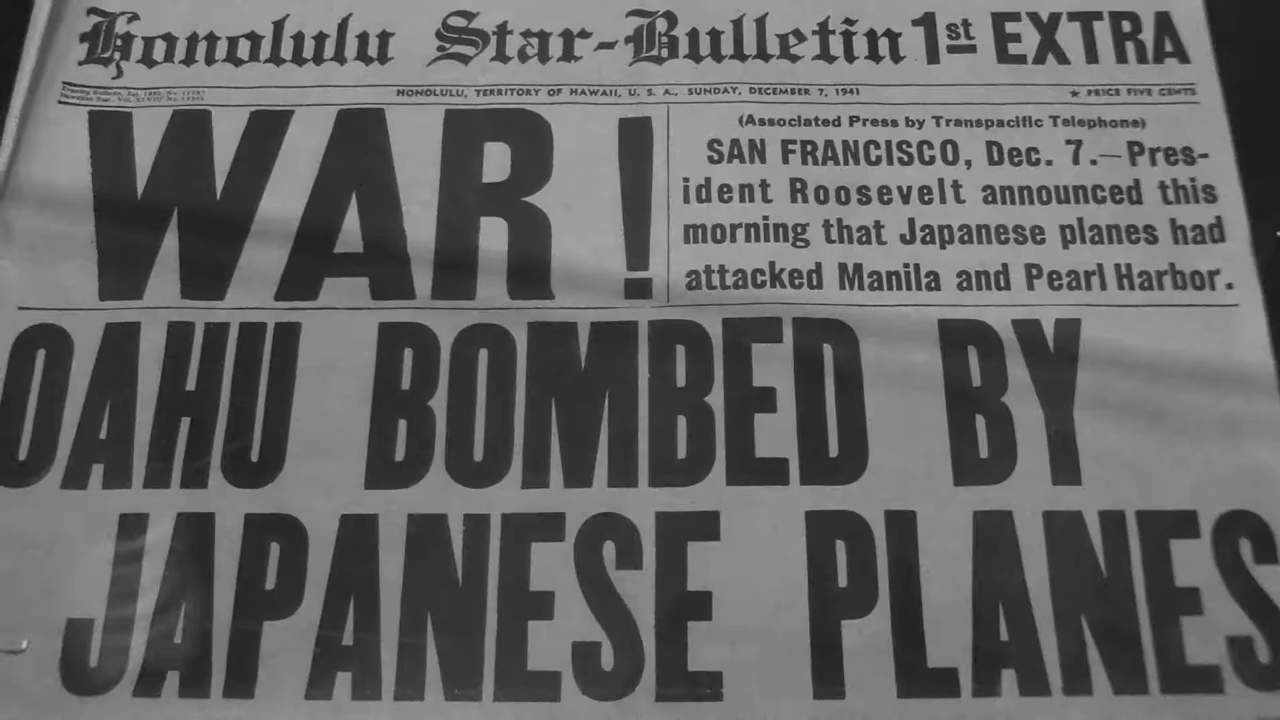 Honolulu Star-Bulletin 1st EXTRA
HONOLULU, TERRITORY OF HAWAII, U. S. A., SUNDAY, DECEMBER 7, 1941
★ PRICE FIVE CENTS
WAR !
(Associated Press by Transpacific Telephone)
SAN FRANCISCO, Dec. 7.—Pres-
ident Roosevelt announced this
morning that Japanese planes had
attacked Manila and Pearl Harbor.
OAHU BOMBED BY
JAPANESE PLANES